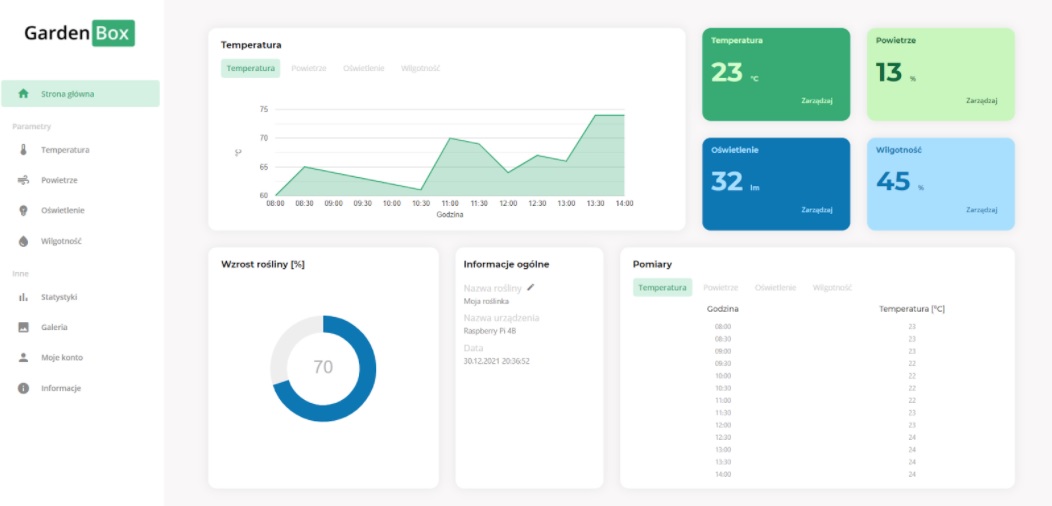 Garden Box
Strona główna
Parametry
Temperatura
Powietrze
Oświetlenie
Wilgotność
Inne
Statystyki
Galeria
Moje konto
Informacje
Temperatura
Temperatura Powietrze Oświetlenie Wilgotność
75
70
65
60
°C
08:00 08:30 09:00 09:30 10:00 10:30 11:00 11:30 12:00 12:30 13:00 13:30 14:00
Godzina
Temperatura
23 °C
Zarządzaj
Powietrze
13 %
Zarządzaj
Oświetlenie
32 lm
Zarządzaj
Wilgotność
45 %
Zarządzaj
Wzrost rośliny [%]
70
Informacje ogólne
Nazwa rośliny
Moja roślinka
Nazwa urządzenia
Raspberry Pi 4B
Data
30.12.2021 20:36:52
Pomiary
Temperatura Powietrze Oświetlenie Wilgotność
Godzina Temperatura [°C]
08:00 23
08:30 23
09:00 23
09:30 22
10:00 22
10:30 22
11:00 22
11:30 23
12:00 23
12:30 24
13:00 24
13:30 24
14:00 24